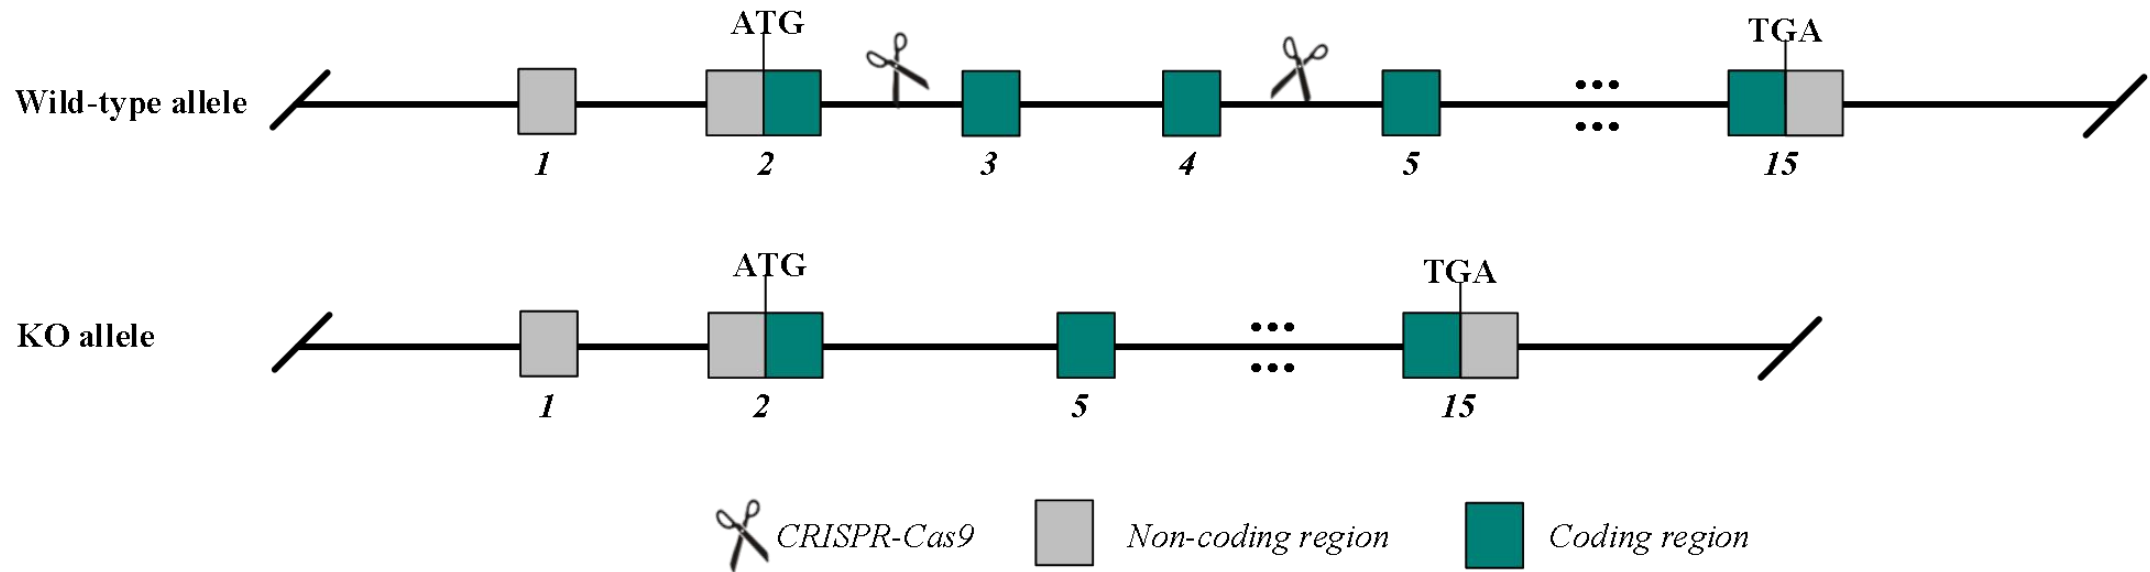 ATG TGA
Wild-type allele
1 2 3 4 5 15
ATG TGA
KO allele
1 2 5 15
CRISPR-Cas9 Non-coding region Coding region